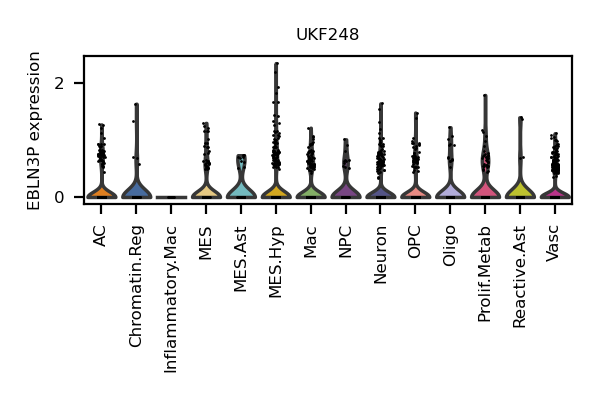 UKF248
EBLN3P expression
2
0
AC
Chromatin.Reg
Inflammatory.Mac
MES
MES.Ast
MES.Hyp
Mac
NPC
Neuron
OPC
Oligo
Prolif.Metab
Reactive.Ast
Vasc